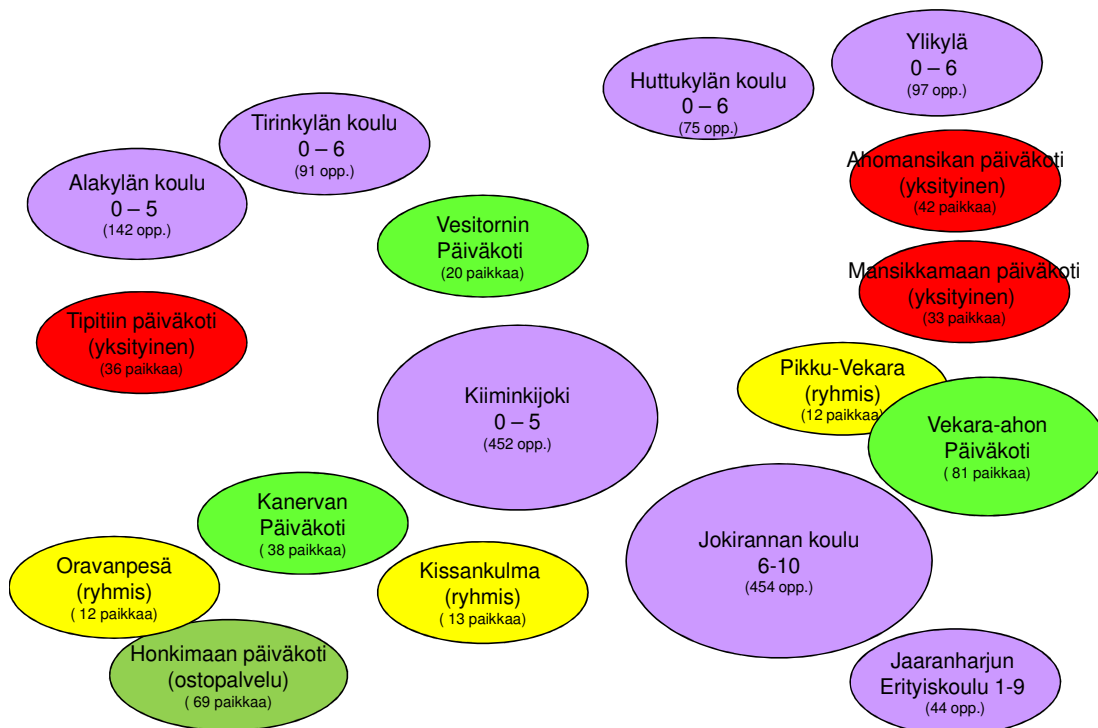 Ylikylä
0 – 6
(97 opp.)
Huttukylän koulu
0 – 6
(75 opp.)
Tirinkylän koulu
0 – 6
(91 opp.)
Alakylän koulu
0 – 5
(142 opp.)
Ahomansikan päiväkoti
(yksityinen)
(42 paikkaa)
Vesitornin
Päiväkoti
(20 paikkaa)
Mansikkamaan päiväkoti
(yksityinen)
(33 paikkaa)
Tipitiin päiväkoti
(yksityinen)
(36 paikkaa)
Pikku-Vekara
(ryhmis)
(12 paikkaa)
Kiiminkijoki
0 – 5
(452 opp.)
Vekara-ahon
Päiväkoti
( 81 paikkaa)
Kanervan
Päiväkoti
( 38 paikkaa)
Jokirannan koulu
6-10
(454 opp.)
Oravanpesä
(ryhmis)
( 12 paikkaa)
Kissankulma
(ryhmis)
( 13 paikkaa)
Honkimaan päiväkoti
(ostopalvelu)
( 69 paikkaa)
Jaaranharjun
Erityiskoulu 1-9
(44 opp.)